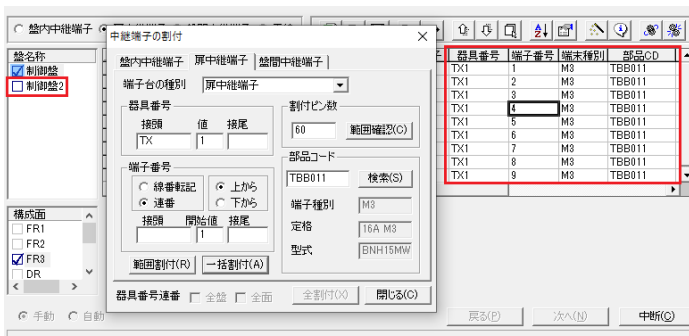 盤内中継端子
中継端子の割付
盤内中継端子 扉中継端子 盤間中継端子
端子台の種別 扉中継端子
器具番号
接頭 値 接尾
TX 1
端子番号
線番転記 上から
連番 下から
接頭 開始値 接尾
1
範囲割付(R) 一括割付(A)
割付ピン数
60 範囲確認(C)
部品コード
TBB011 検索(S)
端子種別 M3
定格 16A M3
型式 BNH15MW
器具番号連番 全盤 全面 全割付(X) 閉じる(C)
盤名称
制御盤
制御盤2
構成面
FR1
FR2
FR3
DR
手動 自動
器具番号 端子番号 端末種別 部品CD
TX1 1 M3 TBB011
TX1 2 M3 TBB011
TX1 3 M3 TBB011
TX1 4 M3 TBB011
TX1 5 M3 TBB011
TX1 6 M3 TBB011
TX1 7 M3 TBB011
TX1 8 M3 TBB011
TX1 9 M3 TBB011
戻る(P) 次へ(N) 中断(C)